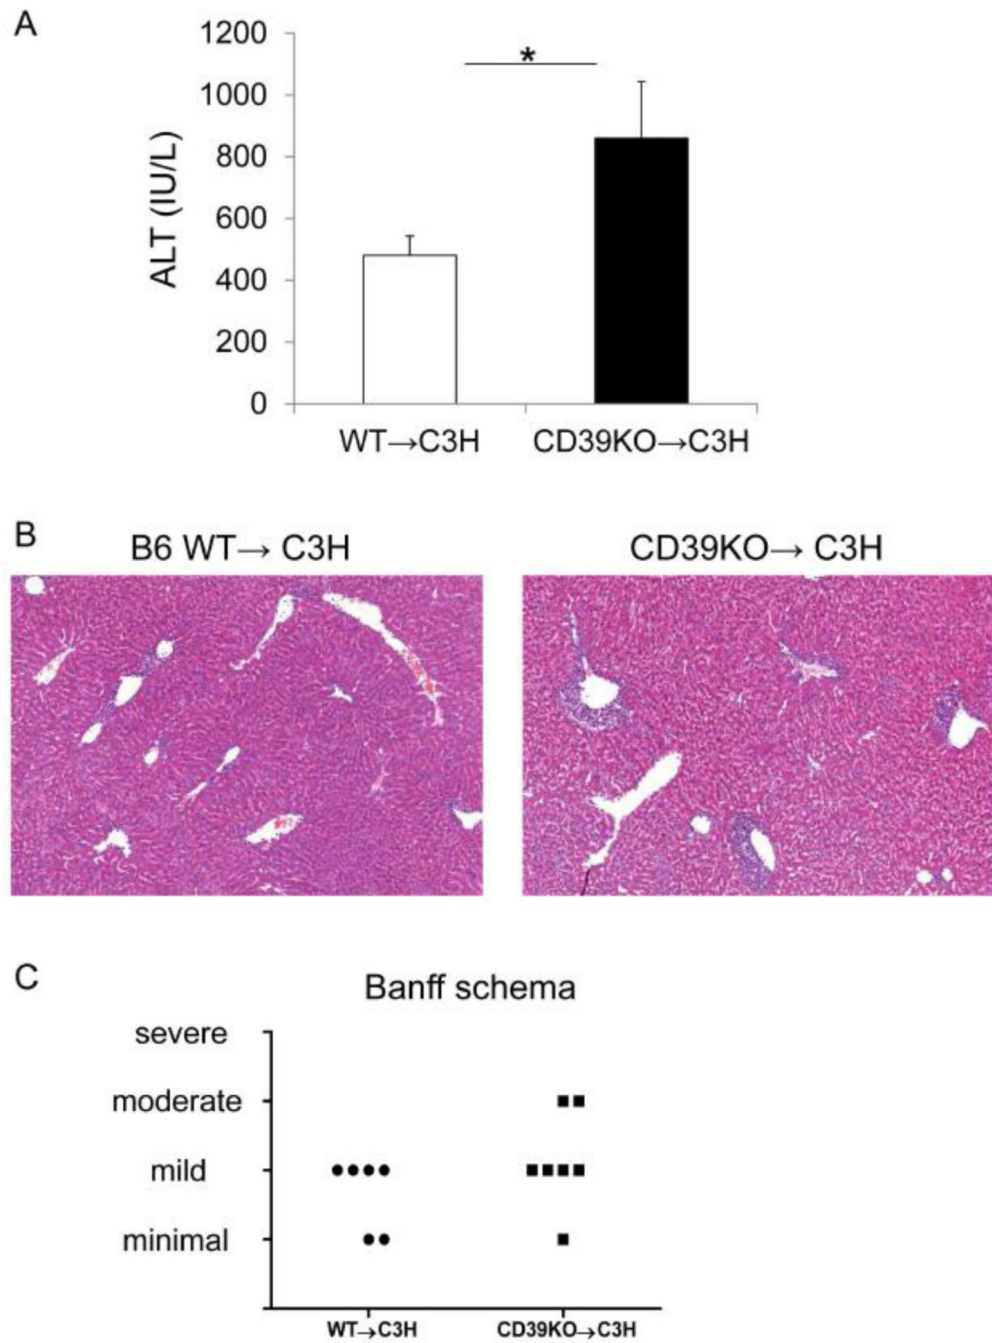 A
1200
*
1000
800
600
400
200
0
ALT (IU/L)
WT→C3H CD39KO→C3H
B
B6 WT→ C3H CD39KO→ C3H
C
Banff schema
severe
moderate
mild
minimal
WT→C3H CD39KO→C3H